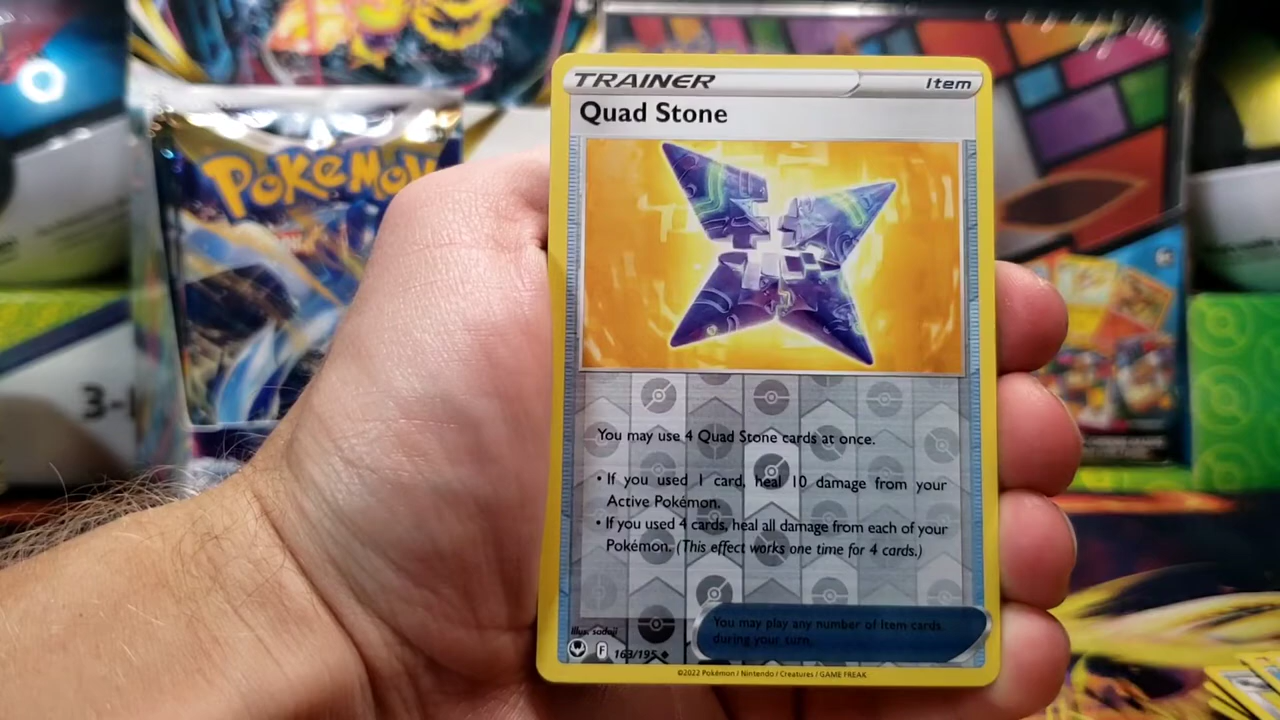 TRAINER
Item
Quad Stone
POKéMON
You may use 4 Quad Stone cards at once.
• If you used 1 card, heal 10 damage from your
Active Pokémon.
• If you used 4 cards, heal all damage from each of your
Pokémon. (This effect works one time for 4 cards.)
You may play any number of Item cards
during your turn.
Illus. sadaji
F
163/195
©2022 Pokémon / Nintendo / Creatures / GAME FREAK